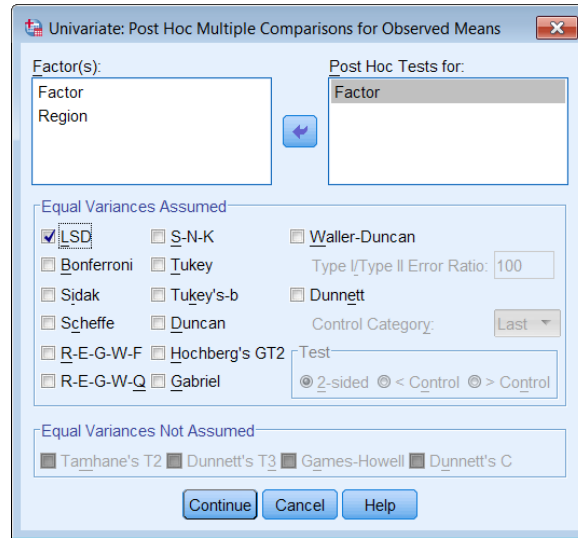 Univariate: Post Hoc Multiple Comparisons for Observed Means
Factor(s):
Factor
Region
Post Hoc Tests for:
Factor
Equal Variances Assumed
LSD
S-N-K
Waller-Duncan
Bonferroni
Tukey
Type I/Type II Error Ratio: 100
Sidak
Tukey's-b
Dunnett
Scheffe
Duncan
Control Category: Last
R-E-G-W-F
Hochberg's GT2
Test
R-E-G-W-Q
Gabriel
2-sided < Control > Control
Equal Variances Not Assumed
Tamhane's T2 Dunnett's T3 Games-Howell Dunnett's C
Continue Cancel Help